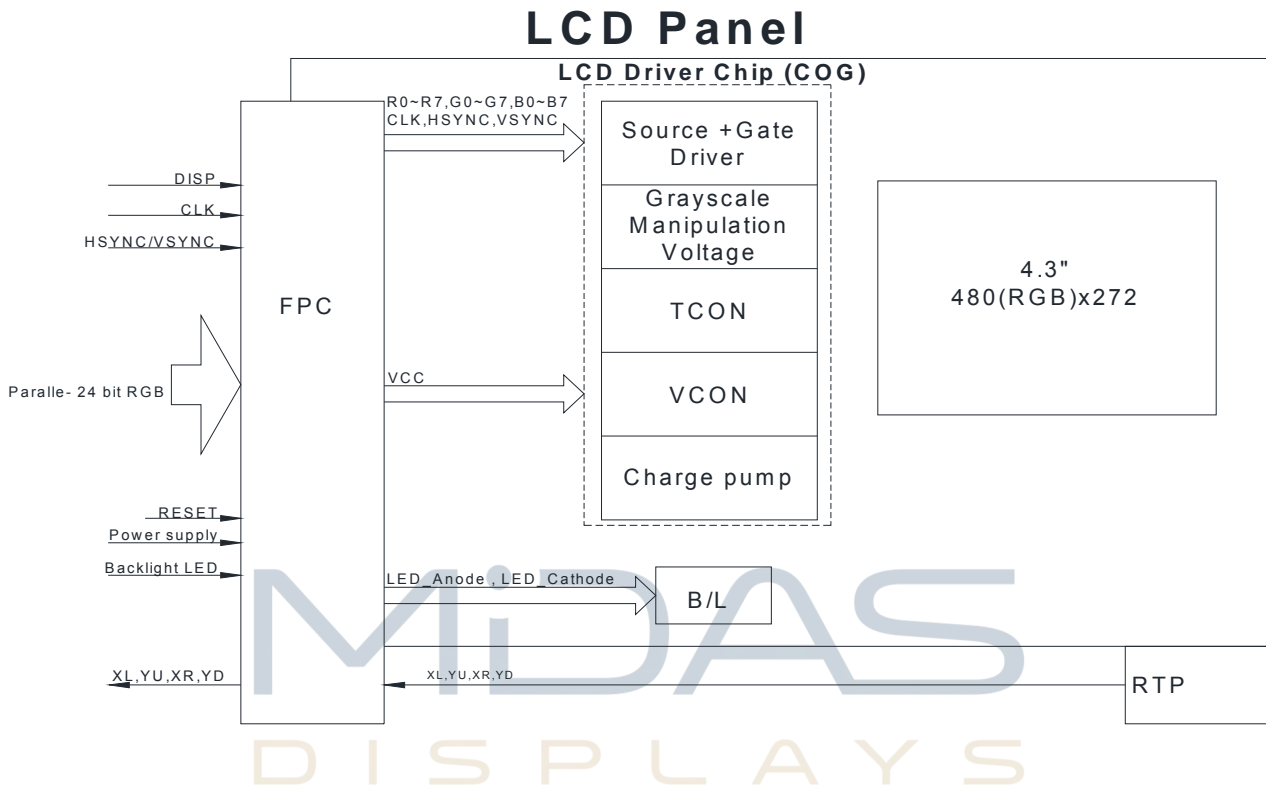 LCD Panel
LCD Driver Chip (COG)
R0~R7,G0~G7,B0~B7
CLK,HSYNC,VSYNC
Source +Gate
Driver
DISP
Grayscale
Manipulation
Voltage
CLK
HSYNC/VSYNC
4.3"
480(RGB)x272
FPC
TCON
VCC
Paralle- 24 bit RGB
VCON
Charge pump
RESET
Power supply
Backlight LED
LED_Anode , LED_Cathode
B/L
XL,YU,XR,YD
XL,YU,XR,YD
RTP
MiDAS
DISPLAYS